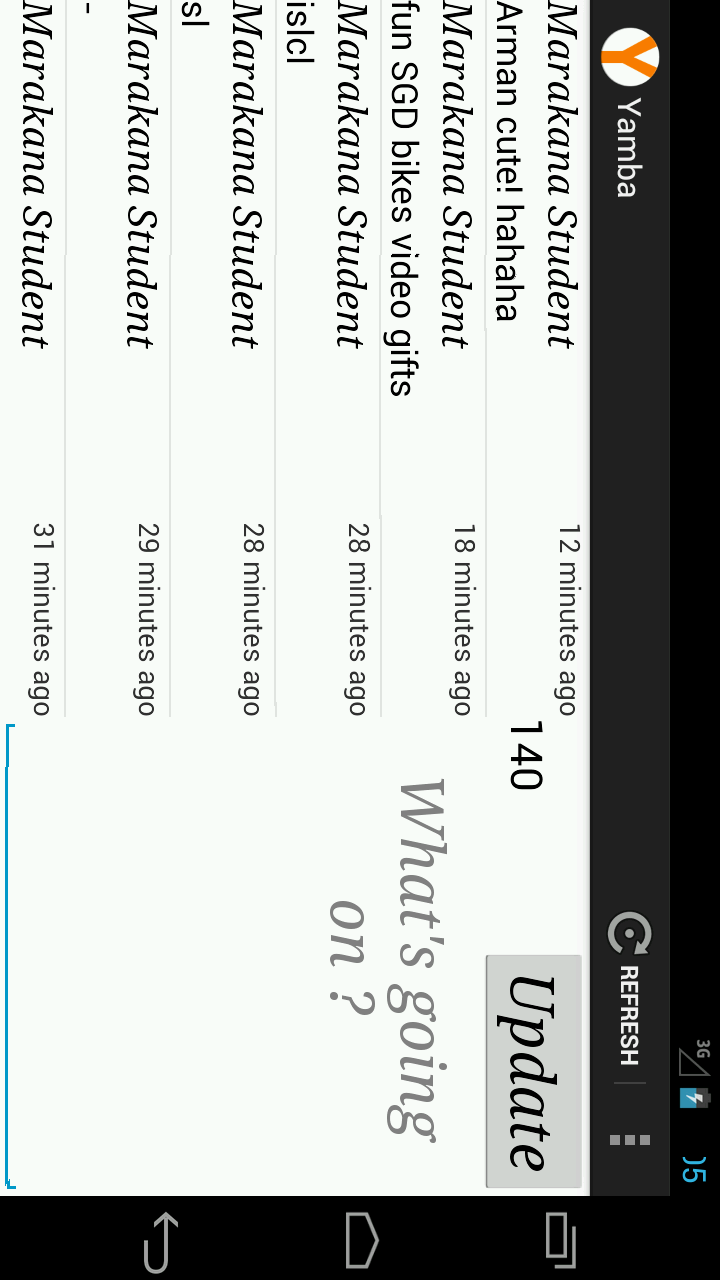 3G
)5
Yamba
REFRESH
Marakana Student
12 minutes ago
Arman cute! hahaha
Marakana Student
18 minutes ago
fun SGD bikes video gifts
Marakana Student
28 minutes ago
islcl
Marakana Student
28 minutes ago
sl
Marakana Student
29 minutes ago
-
Marakana Student
31 minutes ago
140
Update
What's going
on ?